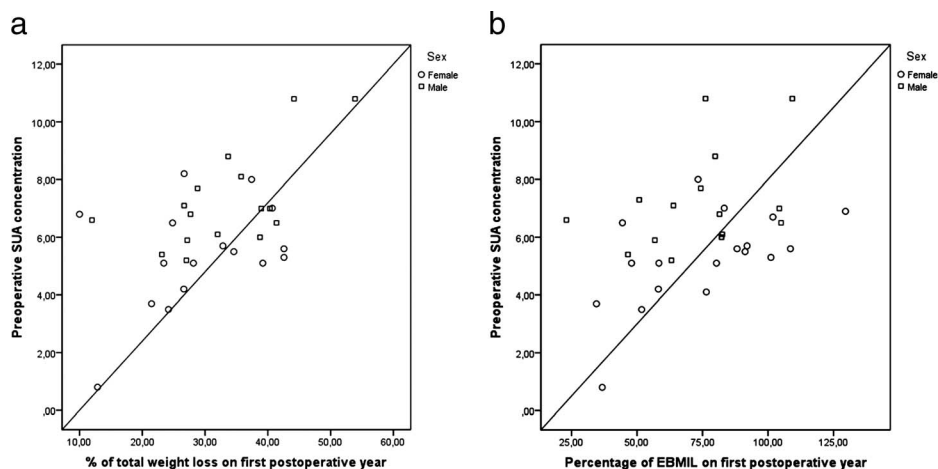 a
Preoperative SUA concentration
12,00
10,00
8,00
6,00
4,00
2,00
,00
10,00 20,00 30,00 40,00 50,00 60,00
% of total weight loss on first postoperative year
Sex
Female
Male
b
Preoperative SUA concentration
12,00
10,00
8,00
6,00
4,00
2,00
,00
25,00 50,00 75,00 100,00 125,00
Percentage of EBMIL on first postoperative year
Sex
Female
Male